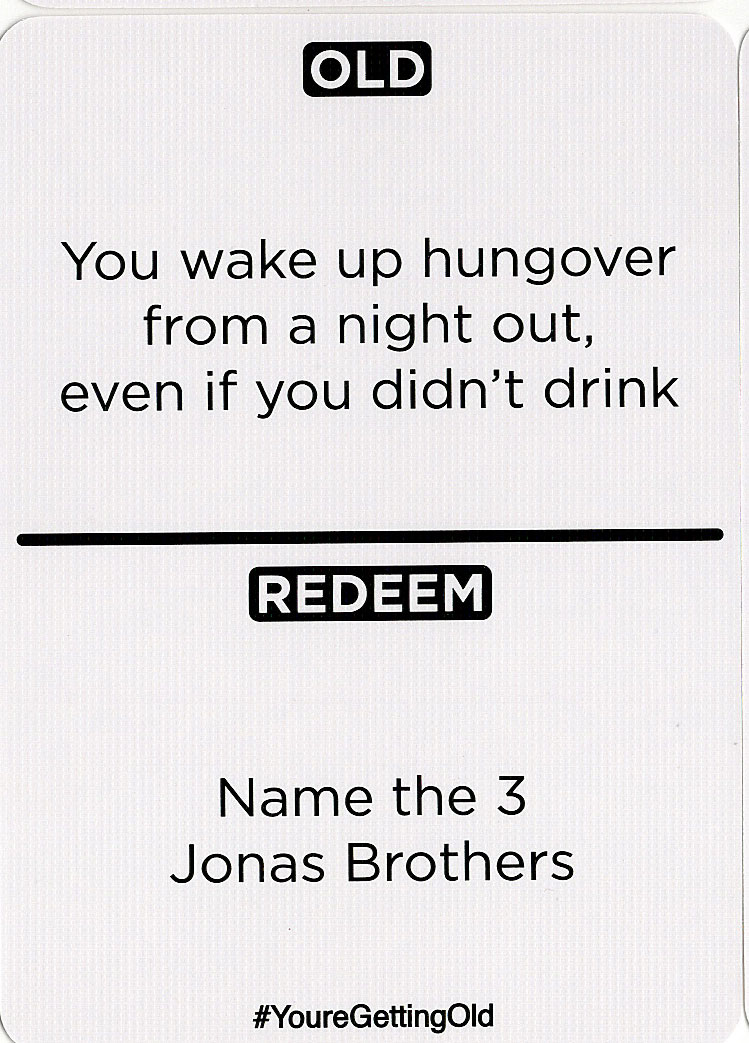 OLD
You wake up hungover
from a night out,
even if you didn’t drink
REDEEM
Name the 3
Jonas Brothers
#YoureGettingOld